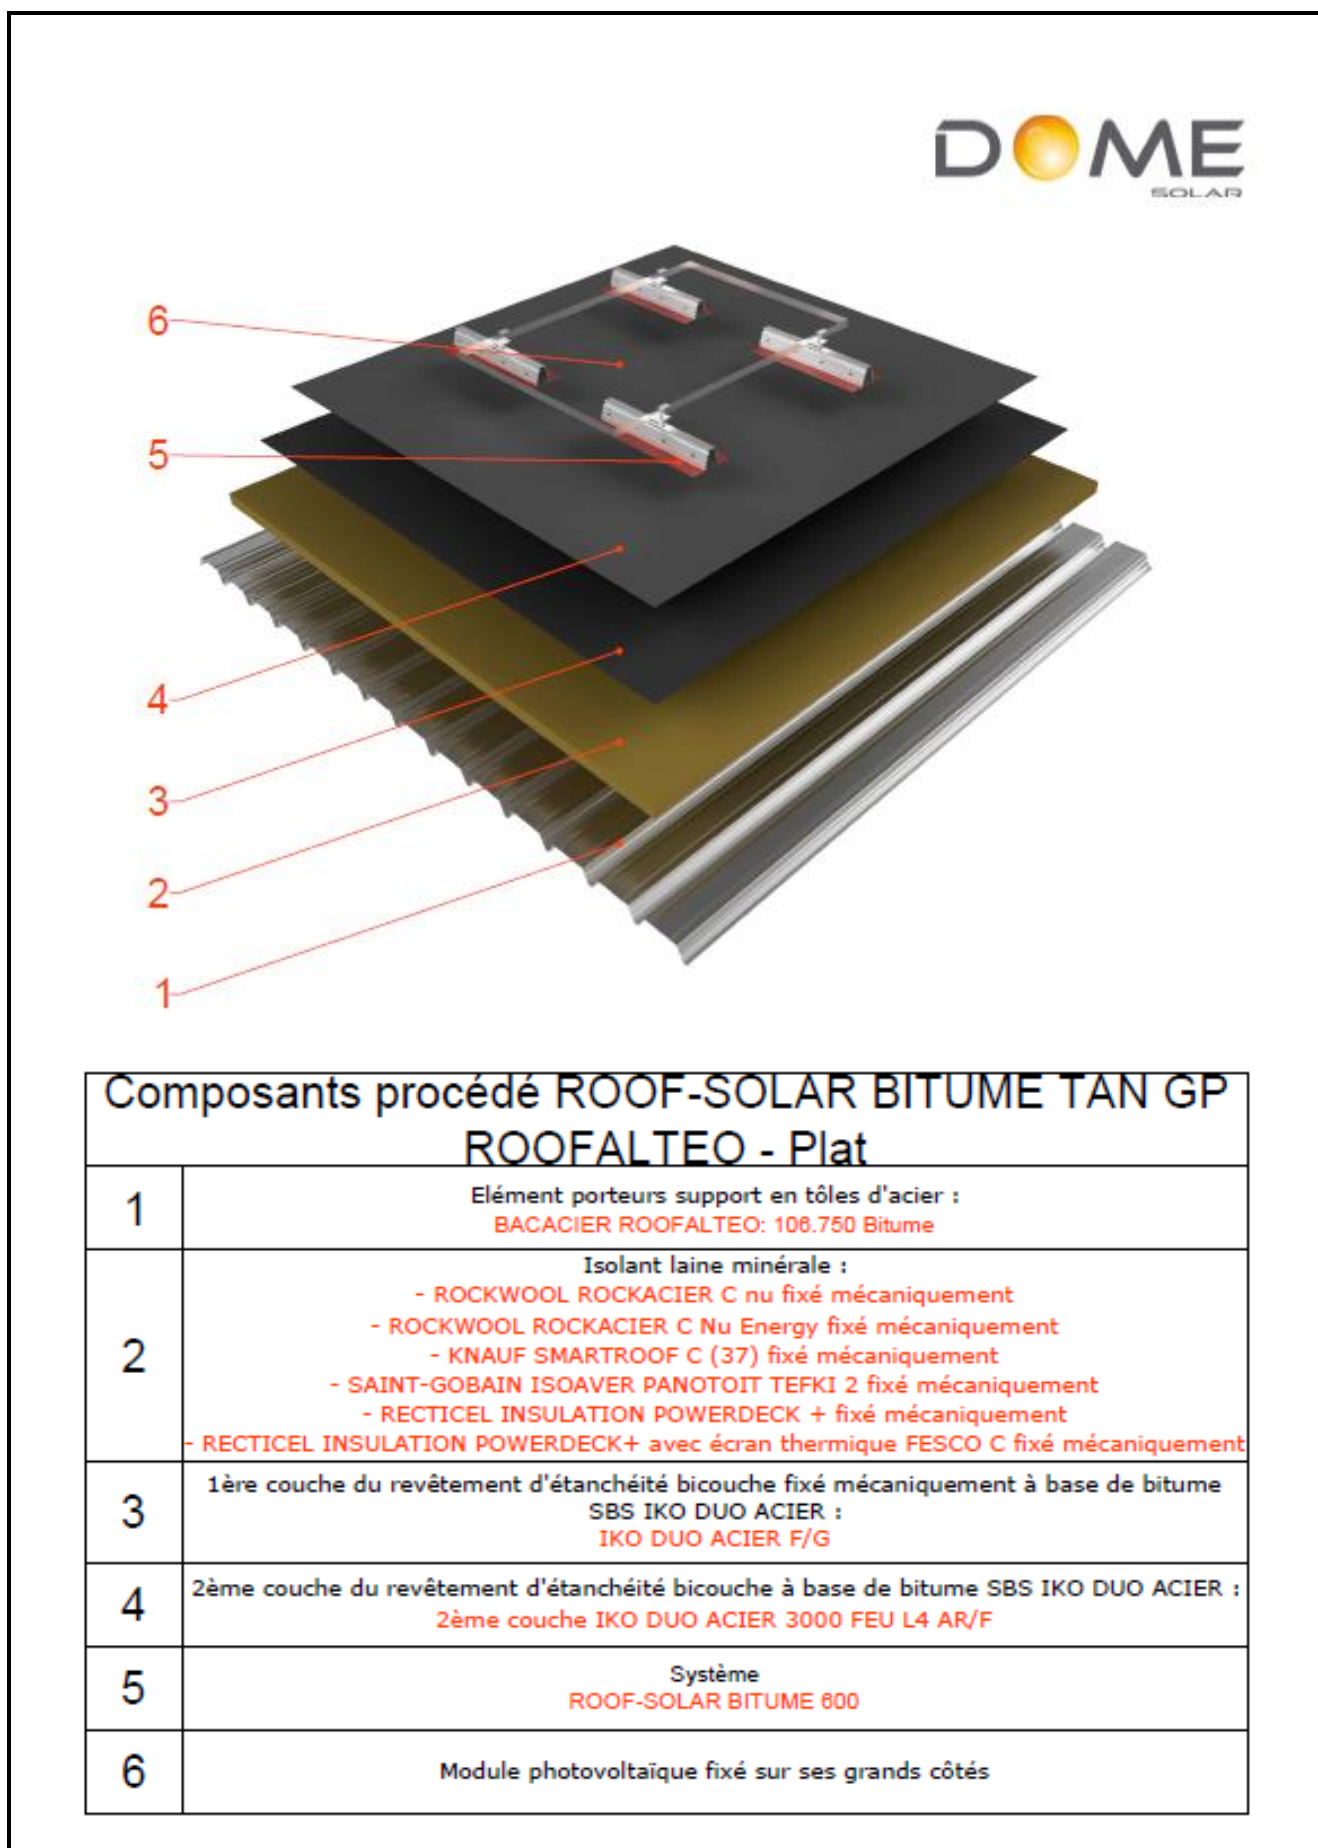 DOME
SOLAR
6
5
4
3
2
1
Composants procédé ROOF-SOLAR BITUME TAN GP
ROOFALTEO - Plat
1
Elément porteurs support en tôles d'acier :
BACACIER ROOFALTEO: 106.750 Bitume
2
Isolant laine minérale :
- ROCKWOOL ROCKACIER C nu fixé mécaniquement
- ROCKWOOL ROCKACIER C Nu Energy fixé mécaniquement
- KNAUF SMARTROOF C (37) fixé mécaniquement
- SAINT-GOBAIN ISOAVER PANOTOIT TEFKI 2 fixé mécaniquement
- RECTICEL INSULATION POWERDECK + fixé mécaniquement
- RECTICEL INSULATION POWERDECK+ avec écran thermique FESCO C fixé mécaniquement
3
1ère couche du revêtement d'étanchéité bicouche fixé mécaniquement à base de bitume
SBS IKO DUO ACIER :
IKO DUO ACIER F/G
4
2ème couche du revêtement d'étanchéité bicouche à base de bitume SBS IKO DUO ACIER :
2ème couche IKO DUO ACIER 3000 FEU L4 AR/F
5
Système
ROOF-SOLAR BITUME 600
6
Module photovoltaïque fixé sur ses grands côtés